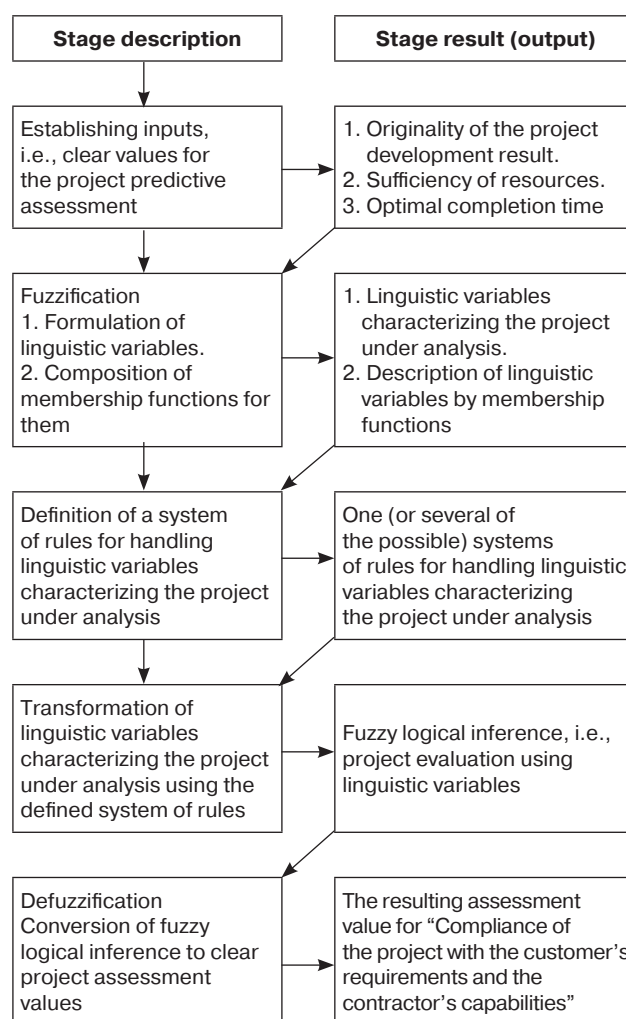 Stage description
Stage result (output)
Establishing inputs,
i.e., clear values for
the project predictive
assessment
1. Originality of the project
development result.
2. Sufficiency of resources.
3. Optimal completion time
Fuzzification
1. Formulation of
linguistic variables.
2. Composition of
membership functions for
them
1. Linguistic variables
characterizing the project
under analysis.
2. Description of linguistic
variables by membership
functions
Definition of a system
of rules for handling
linguistic variables
characterizing the project
under analysis
One (or several of
the possible) systems
of rules for handling linguistic
variables characterizing
the project under analysis
Transformation of
linguistic variables
characterizing the project
under analysis using the
defined system of rules
Fuzzy logical inference, i.e.,
project evaluation using
linguistic variables
Defuzzification
Conversion of fuzzy
logical inference to clear
project assessment
values
The resulting assessment
value for “Compliance of
the project with the customer’s
requirements and the
contractor’s capabilities”